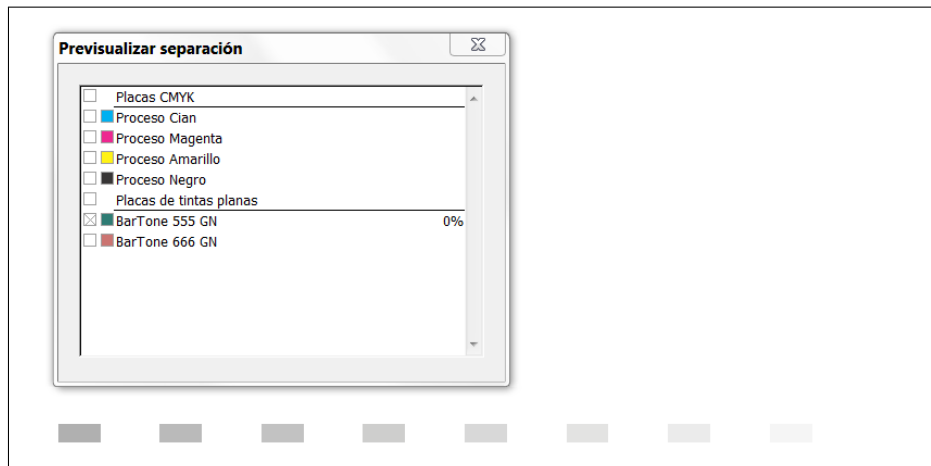 Previsualizar separación
Placas CMYK
Proceso Cian
Proceso Magenta
Proceso Amarillo
Proceso Negro
Placas de tintas planas
BarTone 555 GN 0%
BarTone 666 GN